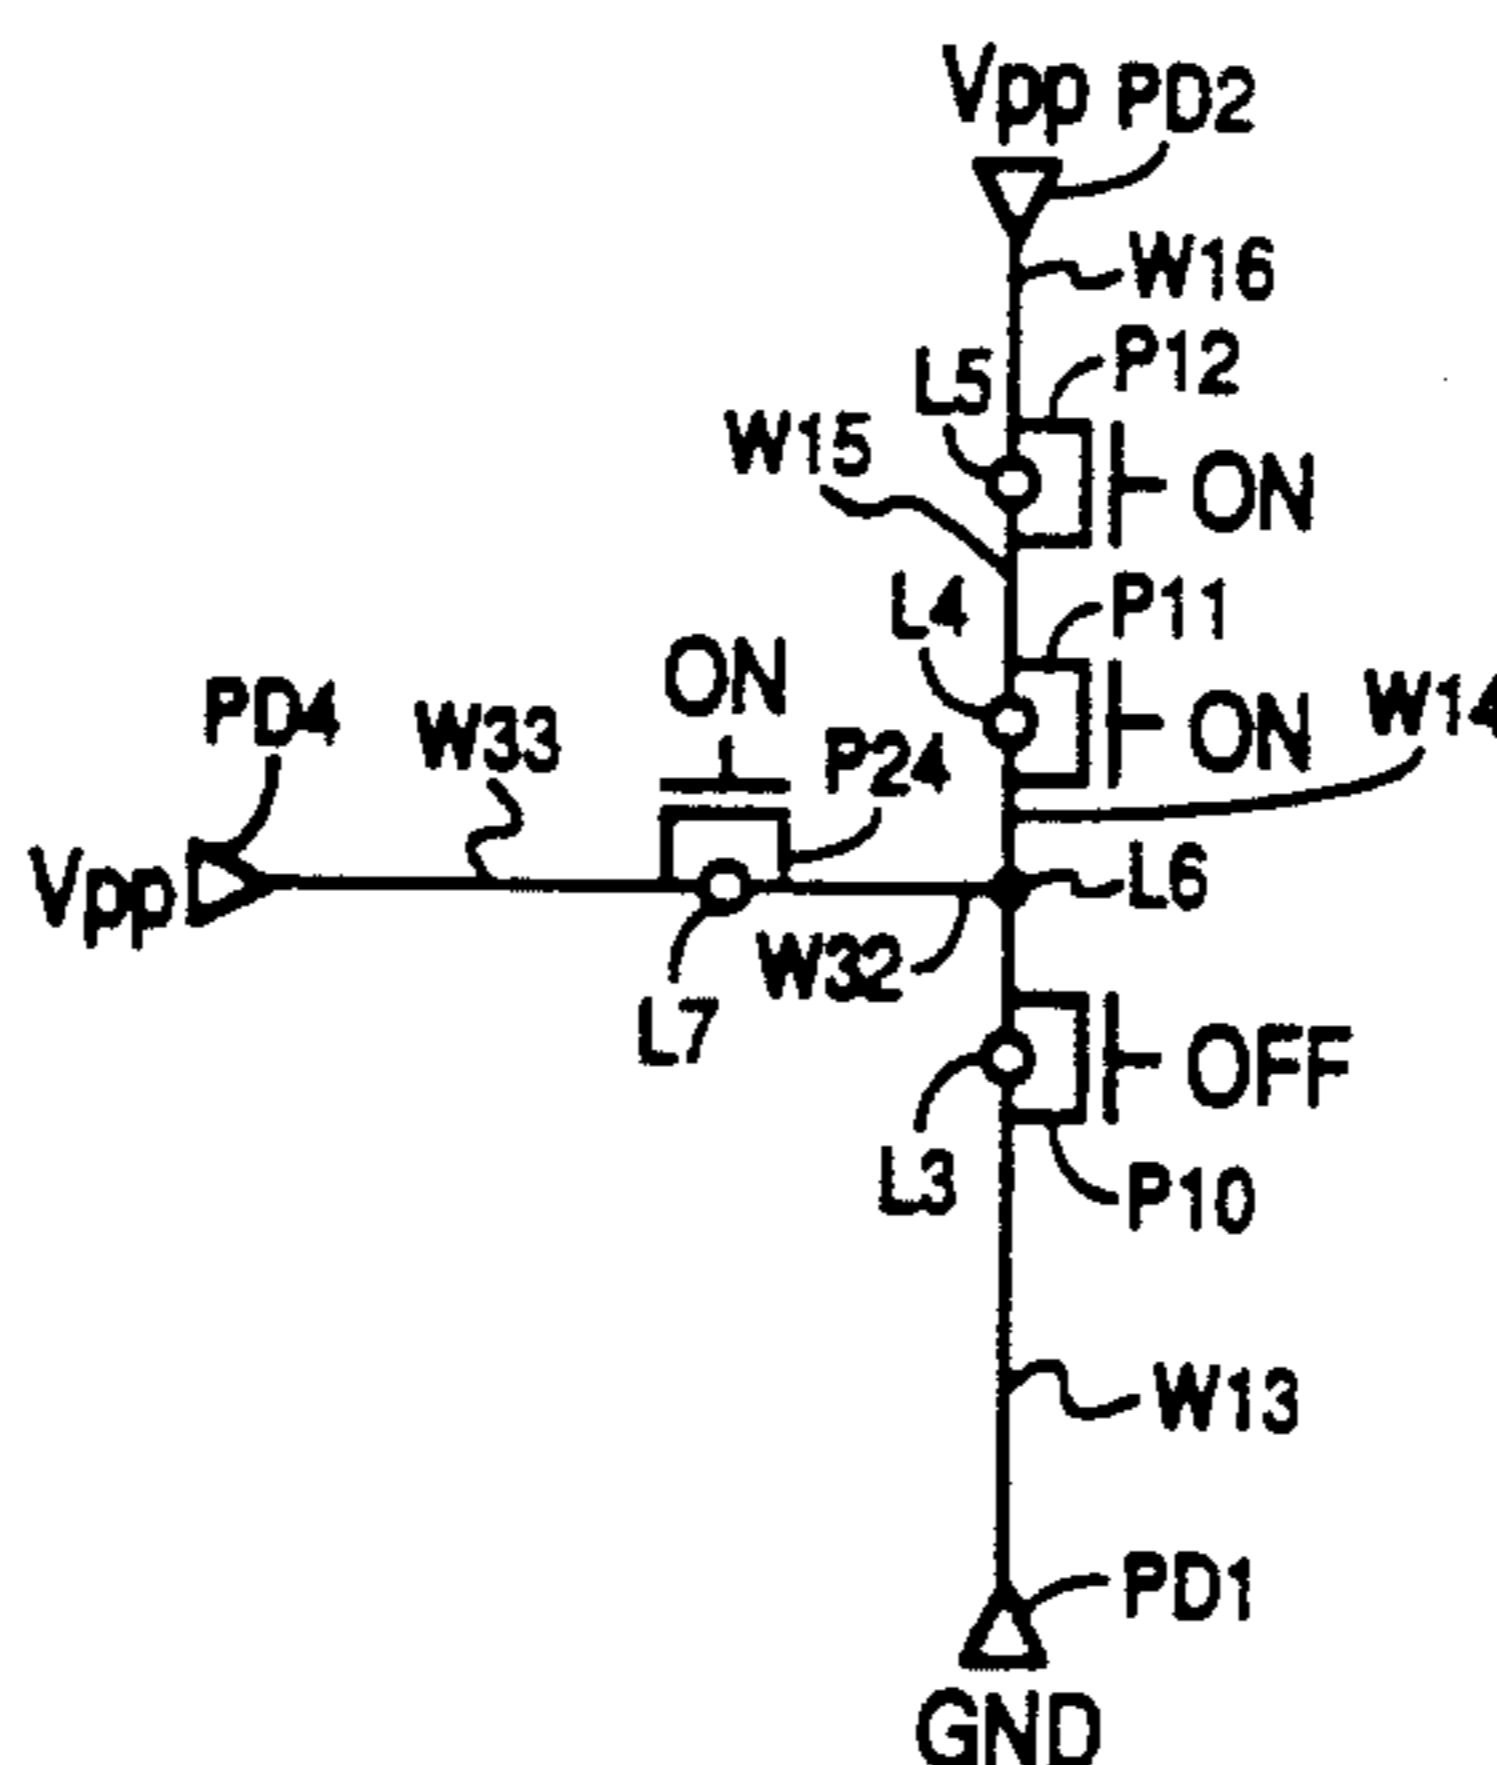 Vpp PD2
W16
P12
L5
W15
ON
P11
L4
ON
ON
W14
PD4
W33
P24
Vpp
L6
W32
L7
OFF
L3
P10
W13
PD1
GND